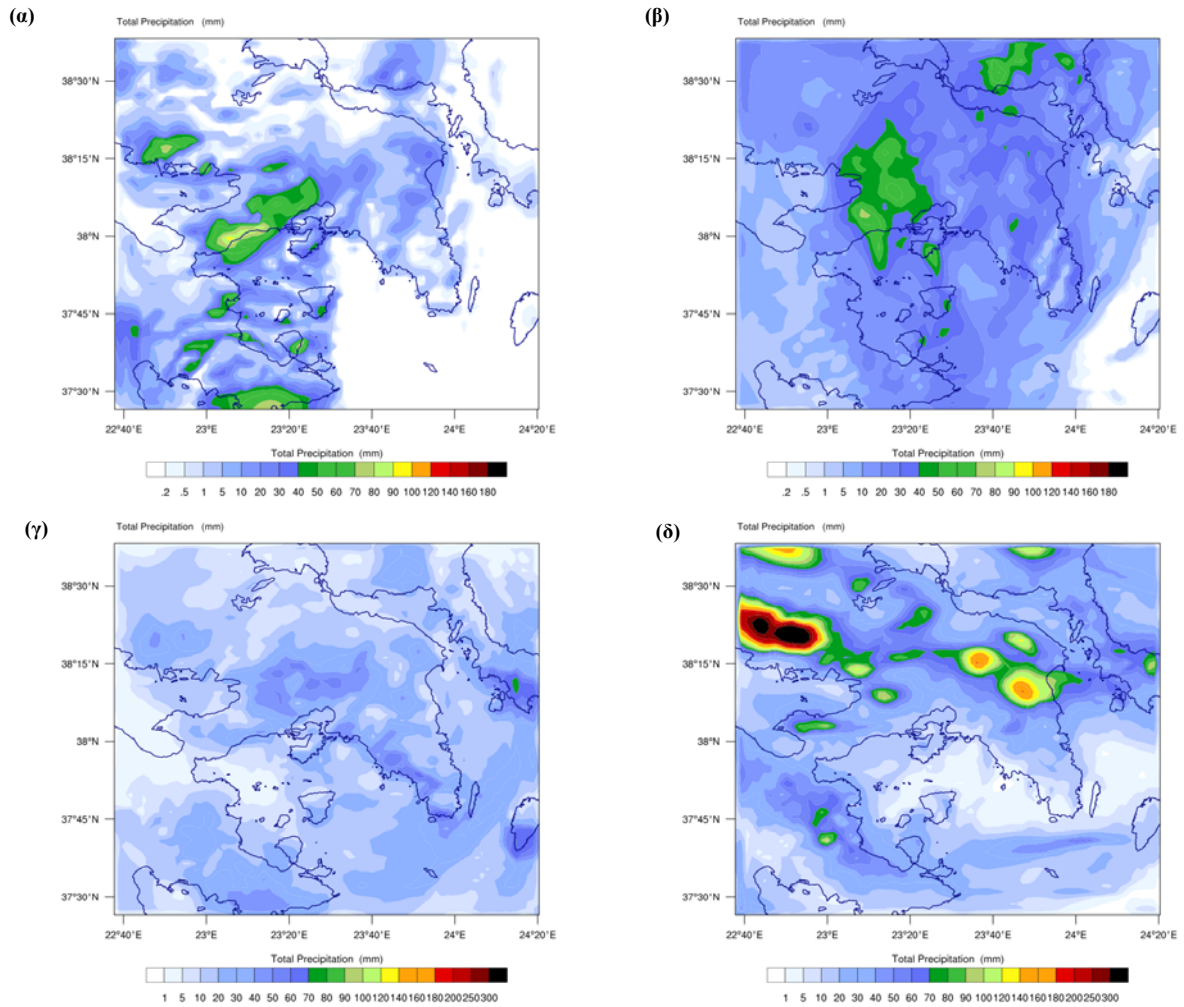 (α)
Total Precipitation (mm)
38°30'N
38°15'N
38°N
37°45'N
37°30'N
22°40'E 23°E 23°20'E 23°40'E 24°E 24°20'E
Total Precipitation (mm)
.2 .5 1 5 10 20 30 40 50 60 70 80 90 100 120 140 160 180
(β)
Total Precipitation (mm)
38°30'N
38°15'N
38°N
37°45'N
37°30'N
22°40'E 23°E 23°20'E 23°40'E 24°E 24°20'E
Total Precipitation (mm)
.2 .5 1 5 10 20 30 40 50 60 70 80 90 100 120 140 160 180
(γ)
Total Precipitation (mm)
38°30'N
38°15'N
38°N
37°45'N
37°30'N
22°40'E 23°E 23°20'E 23°40'E 24°E 24°20'E
Total Precipitation (mm)
1 5 10 20 30 40 50 60 70 80 90 100 120 140 160 180 200 250 300
(δ)
Total Precipitation (mm)
38°30'N
38°15'N
38°N
37°45'N
37°30'N
22°40'E 23°E 23°20'E 23°40'E 24°E 24°20'E
Total Precipitation (mm)
1 5 10 20 30 40 50 60 70 80 90 100 120 140 160 180 200 250 300